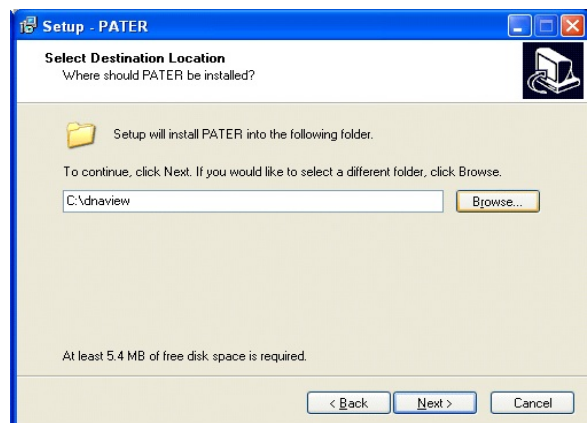 Setup - PATER
Select Destination Location
Where should PATER be installed?
Setup will install PATER into the following folder.
To continue, click Next. If you would like to select a different folder, click Browse.
C:\dnaview
Browse...
At least 5.4 MB of free disk space is required.
< Back
Next >
Cancel